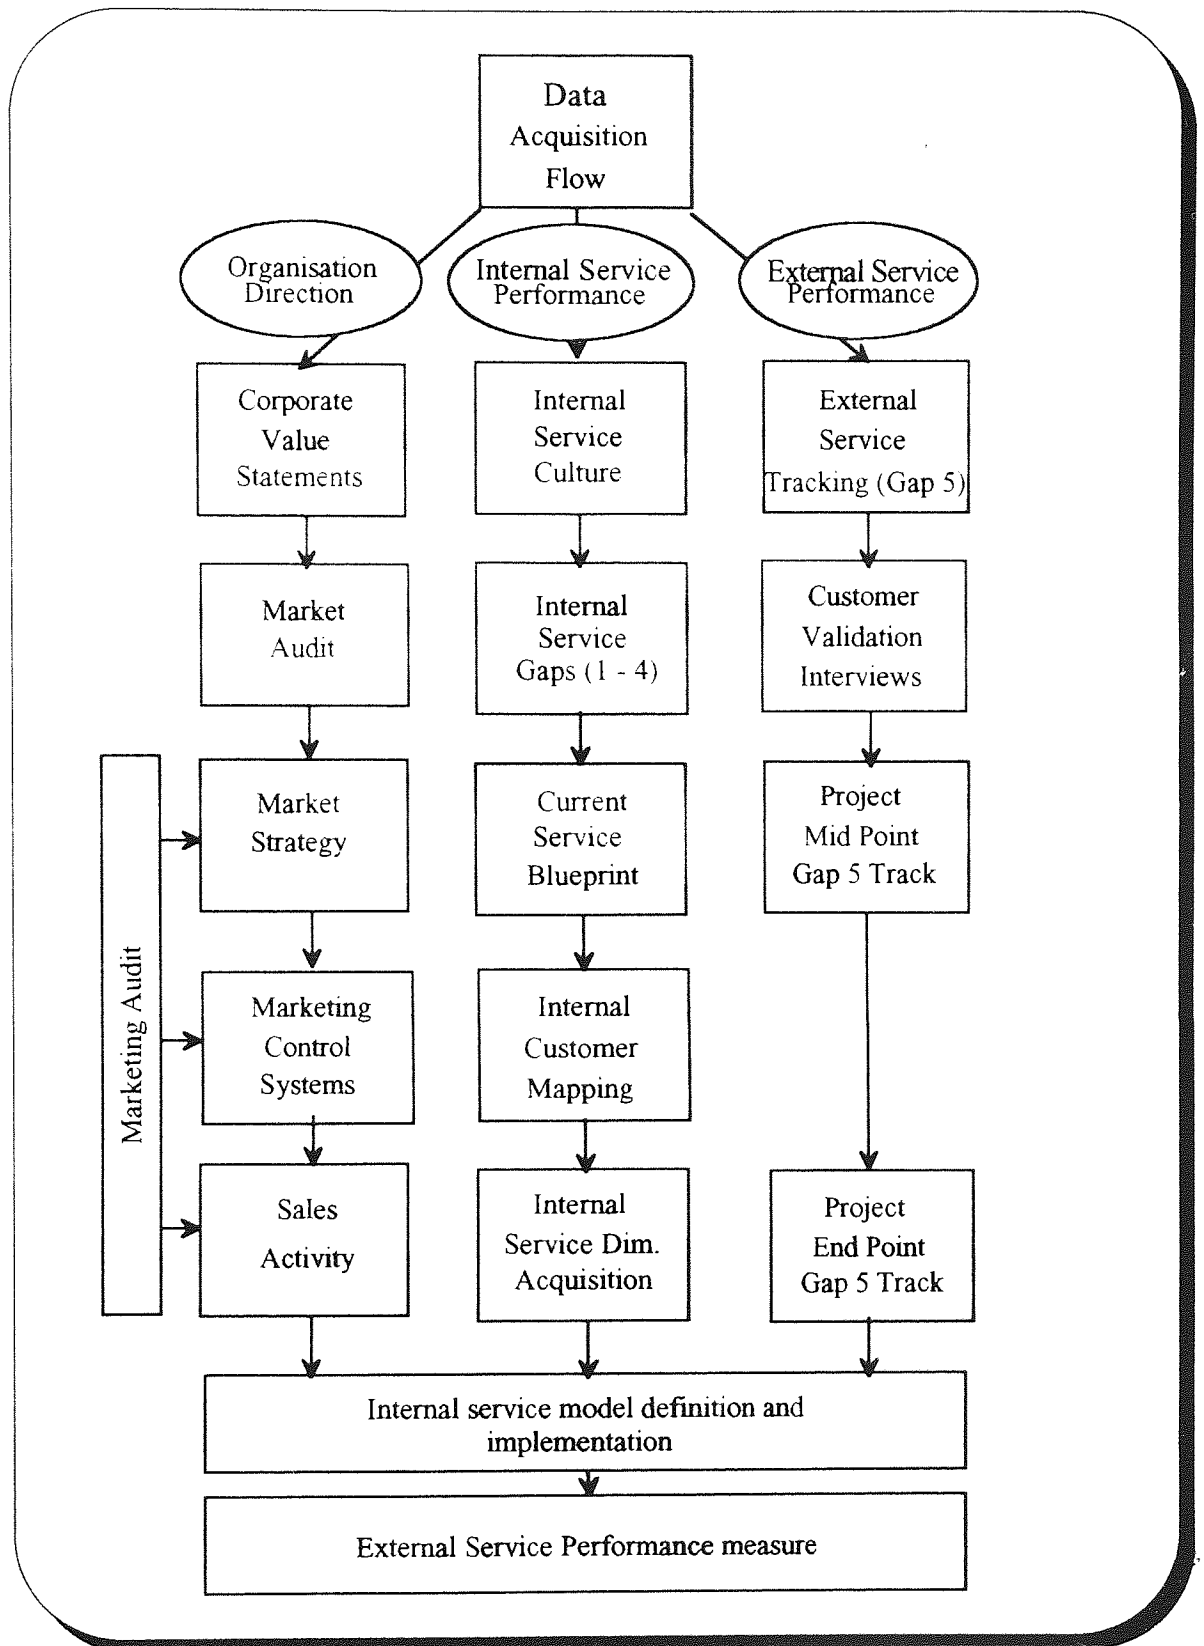 Data
Acquisition
Flow
Organisation
Direction
Internal Service
Performance
External Service
Performance
Corporate
Value
Statements
Internal
Service
Culture
External
Service
Tracking (Gap 5)
Market
Audit
Internal
Service
Gaps (1 - 4)
Customer
Validation
Interviews
Marketing Audit
Market
Strategy
Current
Service
Blueprint
Project
Mid Point
Gap 5 Track
Marketing
Control
Systems
Internal
Customer
Mapping
Sales
Activity
Internal
Service Dim.
Acquisition
Project
End Point
Gap 5 Track
Internal service model definition and
implementation
External Service Performance measure